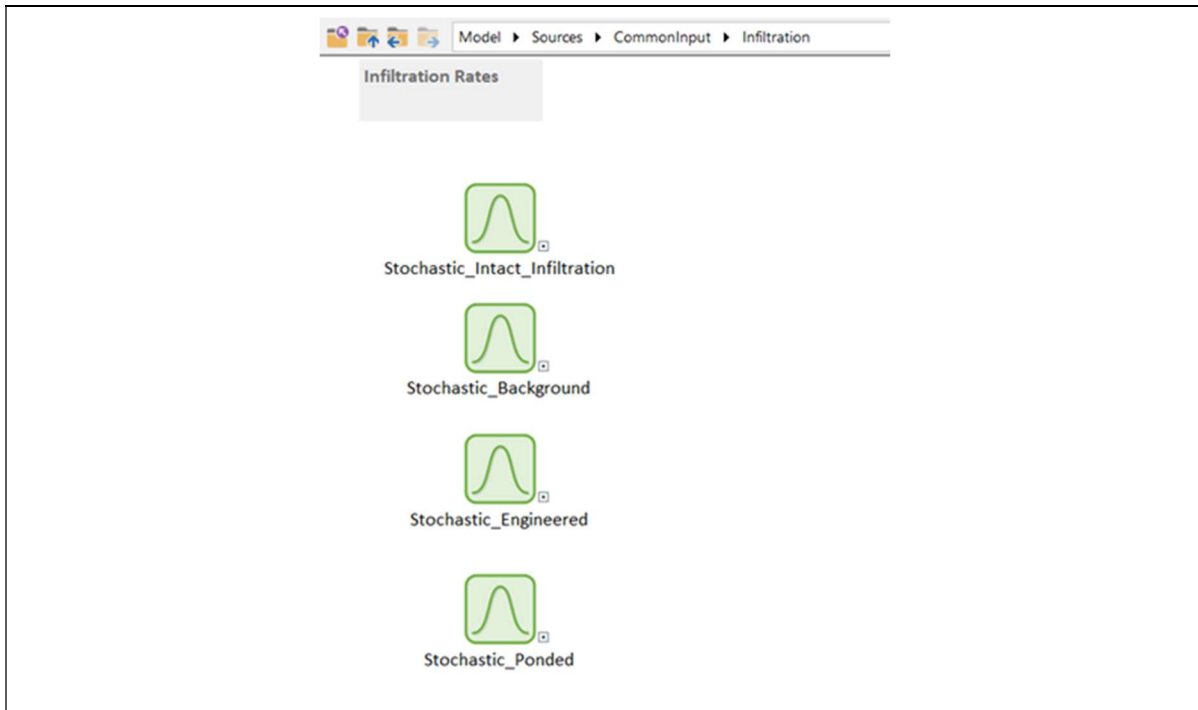 Model ▶ Sources ▶ CommonInput ▶ Infiltration
Infiltration Rates
Stochastic_Intact_Infiltration
Stochastic_Background
Stochastic_Engineered
Stochastic_Ponded